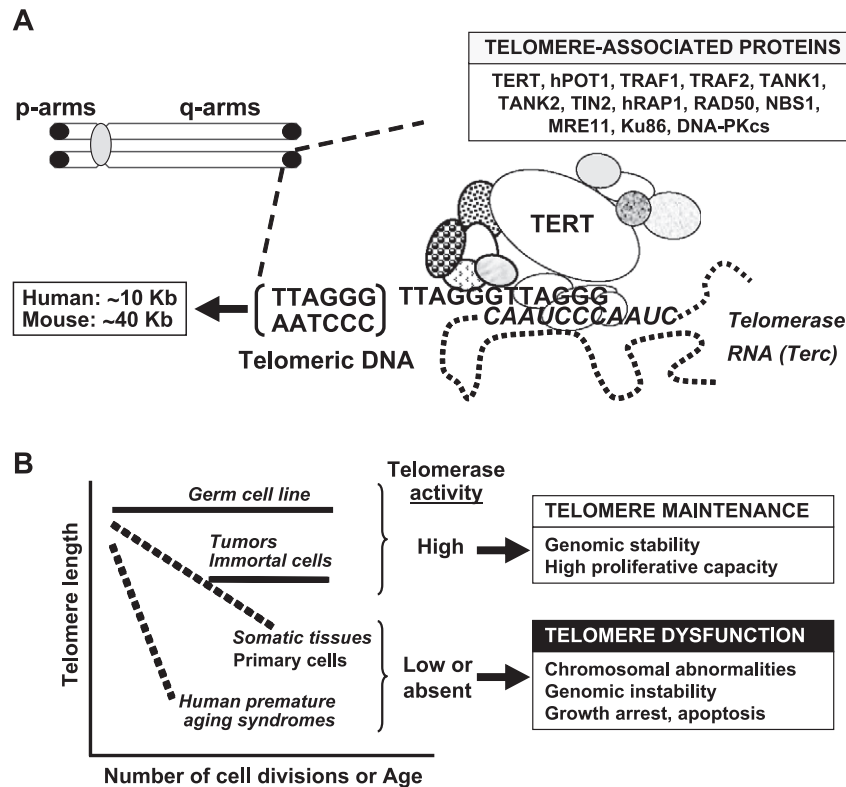 A
TELOMERE-ASSOCIATED PROTEINS
TERT, hPOT1, TRAF1, TRAF2, TANK1,
TANK2, TIN2, hRAP1, RAD50, NBS1,
MRE11, Ku86, DNA-PKcs
p-arms
q-arms
TERT
Human: ~10 Kb
Mouse: ~40 Kb
TTAGGG
AATCCC
TTAGGGTTAGGG
CAAUCCCAAUC
Telomeric DNA
Telomerase
RNA (Terc)
B
Telomere length
Germ cell line
Tumors
Immortal cells
Somatic tissues
Primary cells
Human premature
aging syndromes
Number of cell divisions or Age
Telomerase
activity
High
Low or
absent
TELOMERE MAINTENANCE
Genomic stability
High proliferative capacity
TELOMERE DYSFUNCTION
Chromosomal abnormalities
Genomic instability
Growth arrest, apoptosis